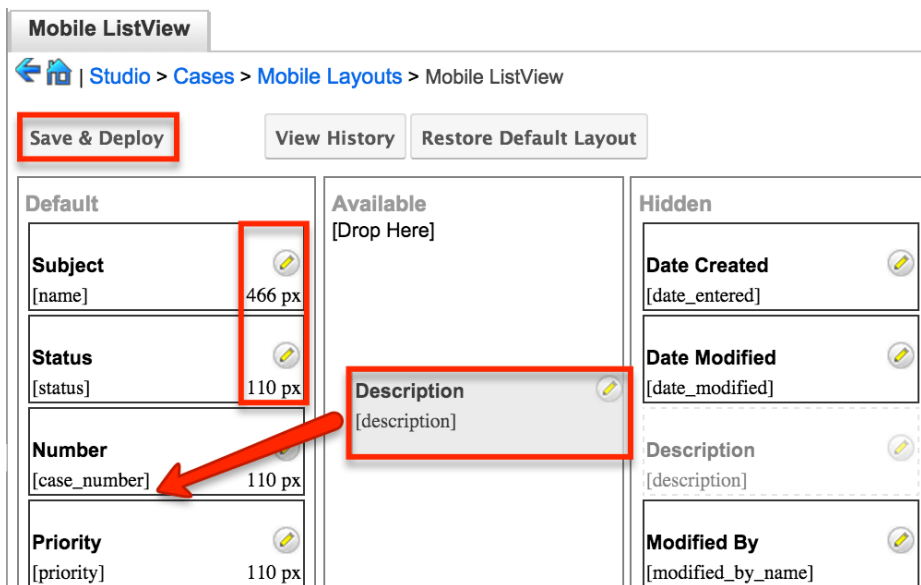 Mobile ListView
| Studio > Cases > Mobile Layouts > Mobile ListView
Save & Deploy
View History
Restore Default Layout
Default
Subject
[name]
466 px
Status
[status]
110 px
Number
[case_number]
110 px
Priority
[priority]
110 px
Available
[Drop Here]
Description
[description]
Hidden
Date Created
[date_entered]
Date Modified
[date_modified]
Description
[description]
Modified By
[modified_by_name]